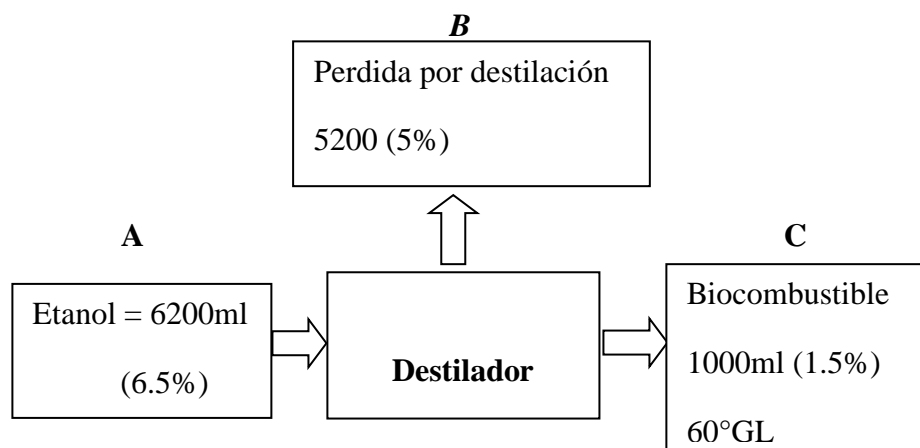 B
Perdida por destilación
5200 (5%)
A
Etanol = 6200ml
(6.5%)
Destilador
C
Biocombustible
1000ml (1.5%)
60°GL